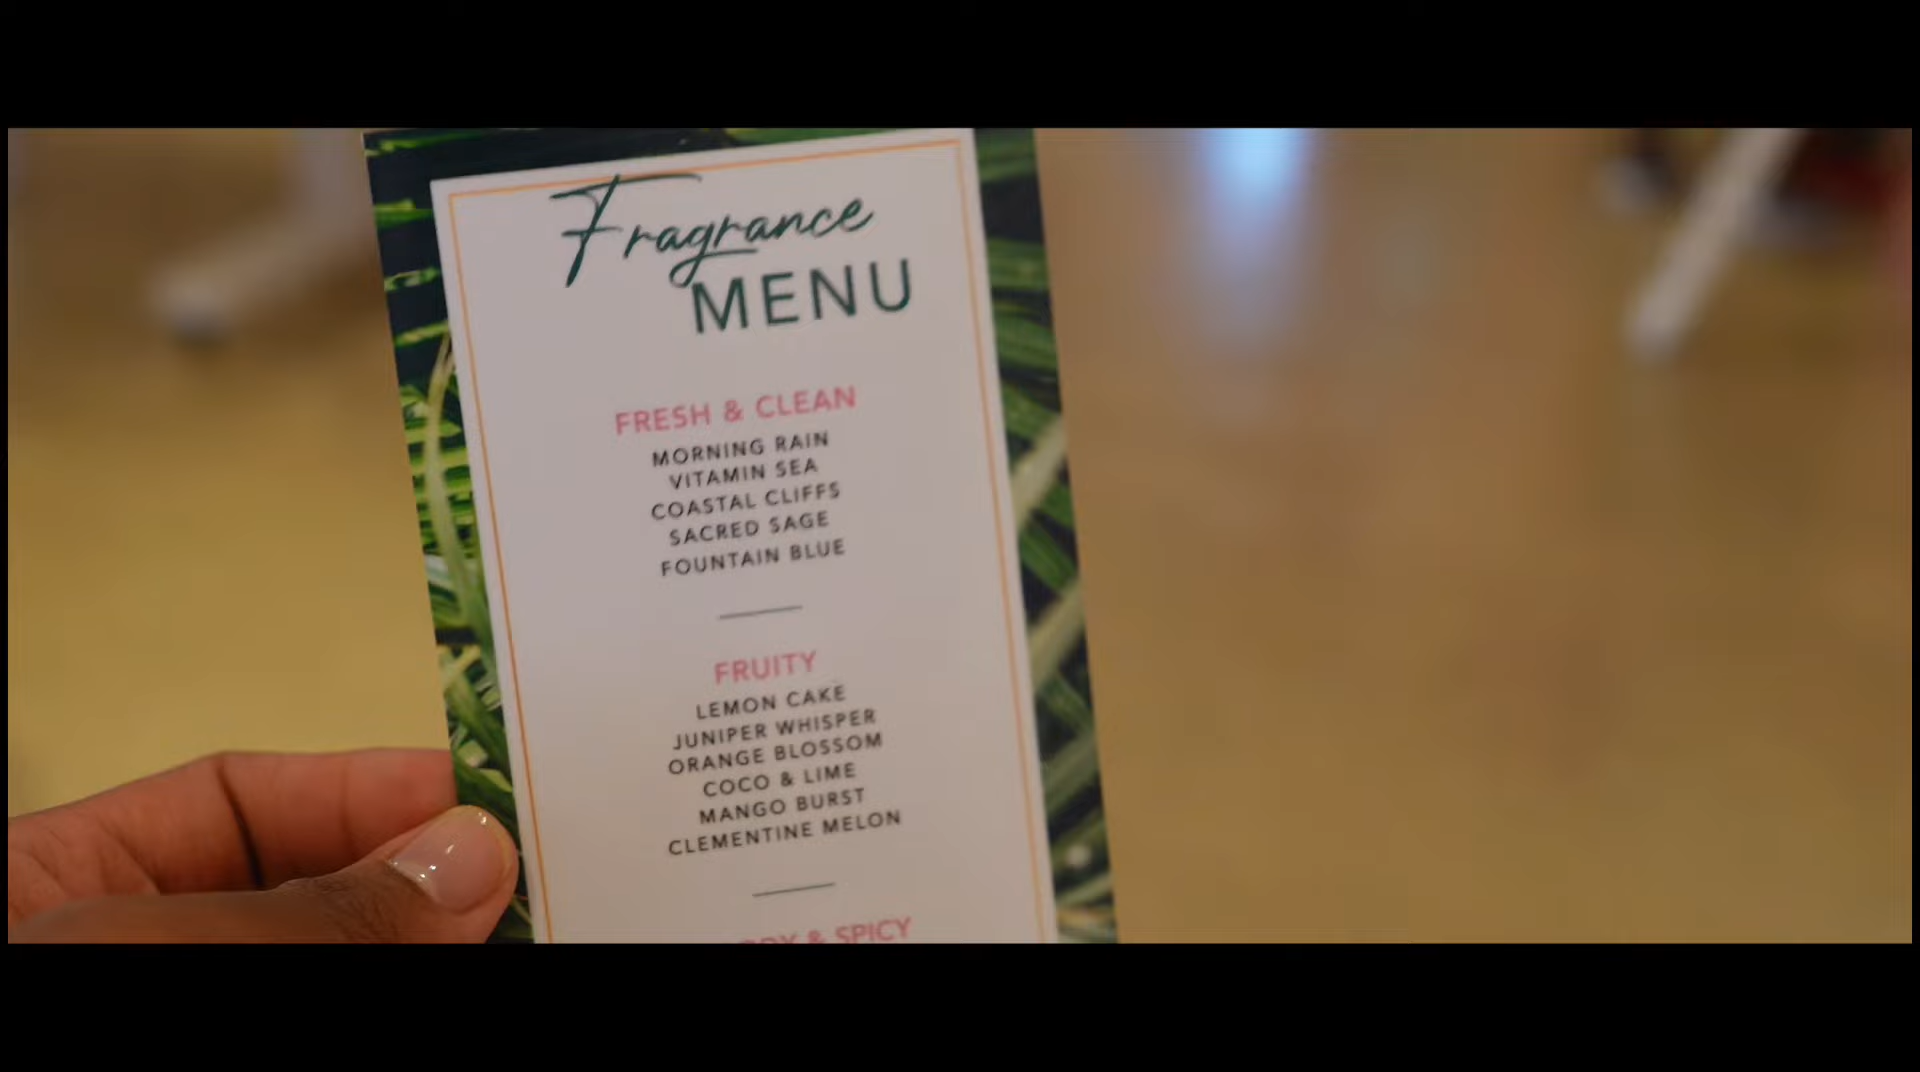 Fragrance
MENU
FRESH & CLEAN
MORNING RAIN
VITAMIN SEA
COASTAL CLIFFS
SACRED SAGE
FOUNTAIN BLUE
FRUITY
LEMON CAKE
JUNIPER WHISPER
ORANGE BLOSSOM
COCO & LIME
MANGO BURST
CLEMENTINE MELON
& SPICY